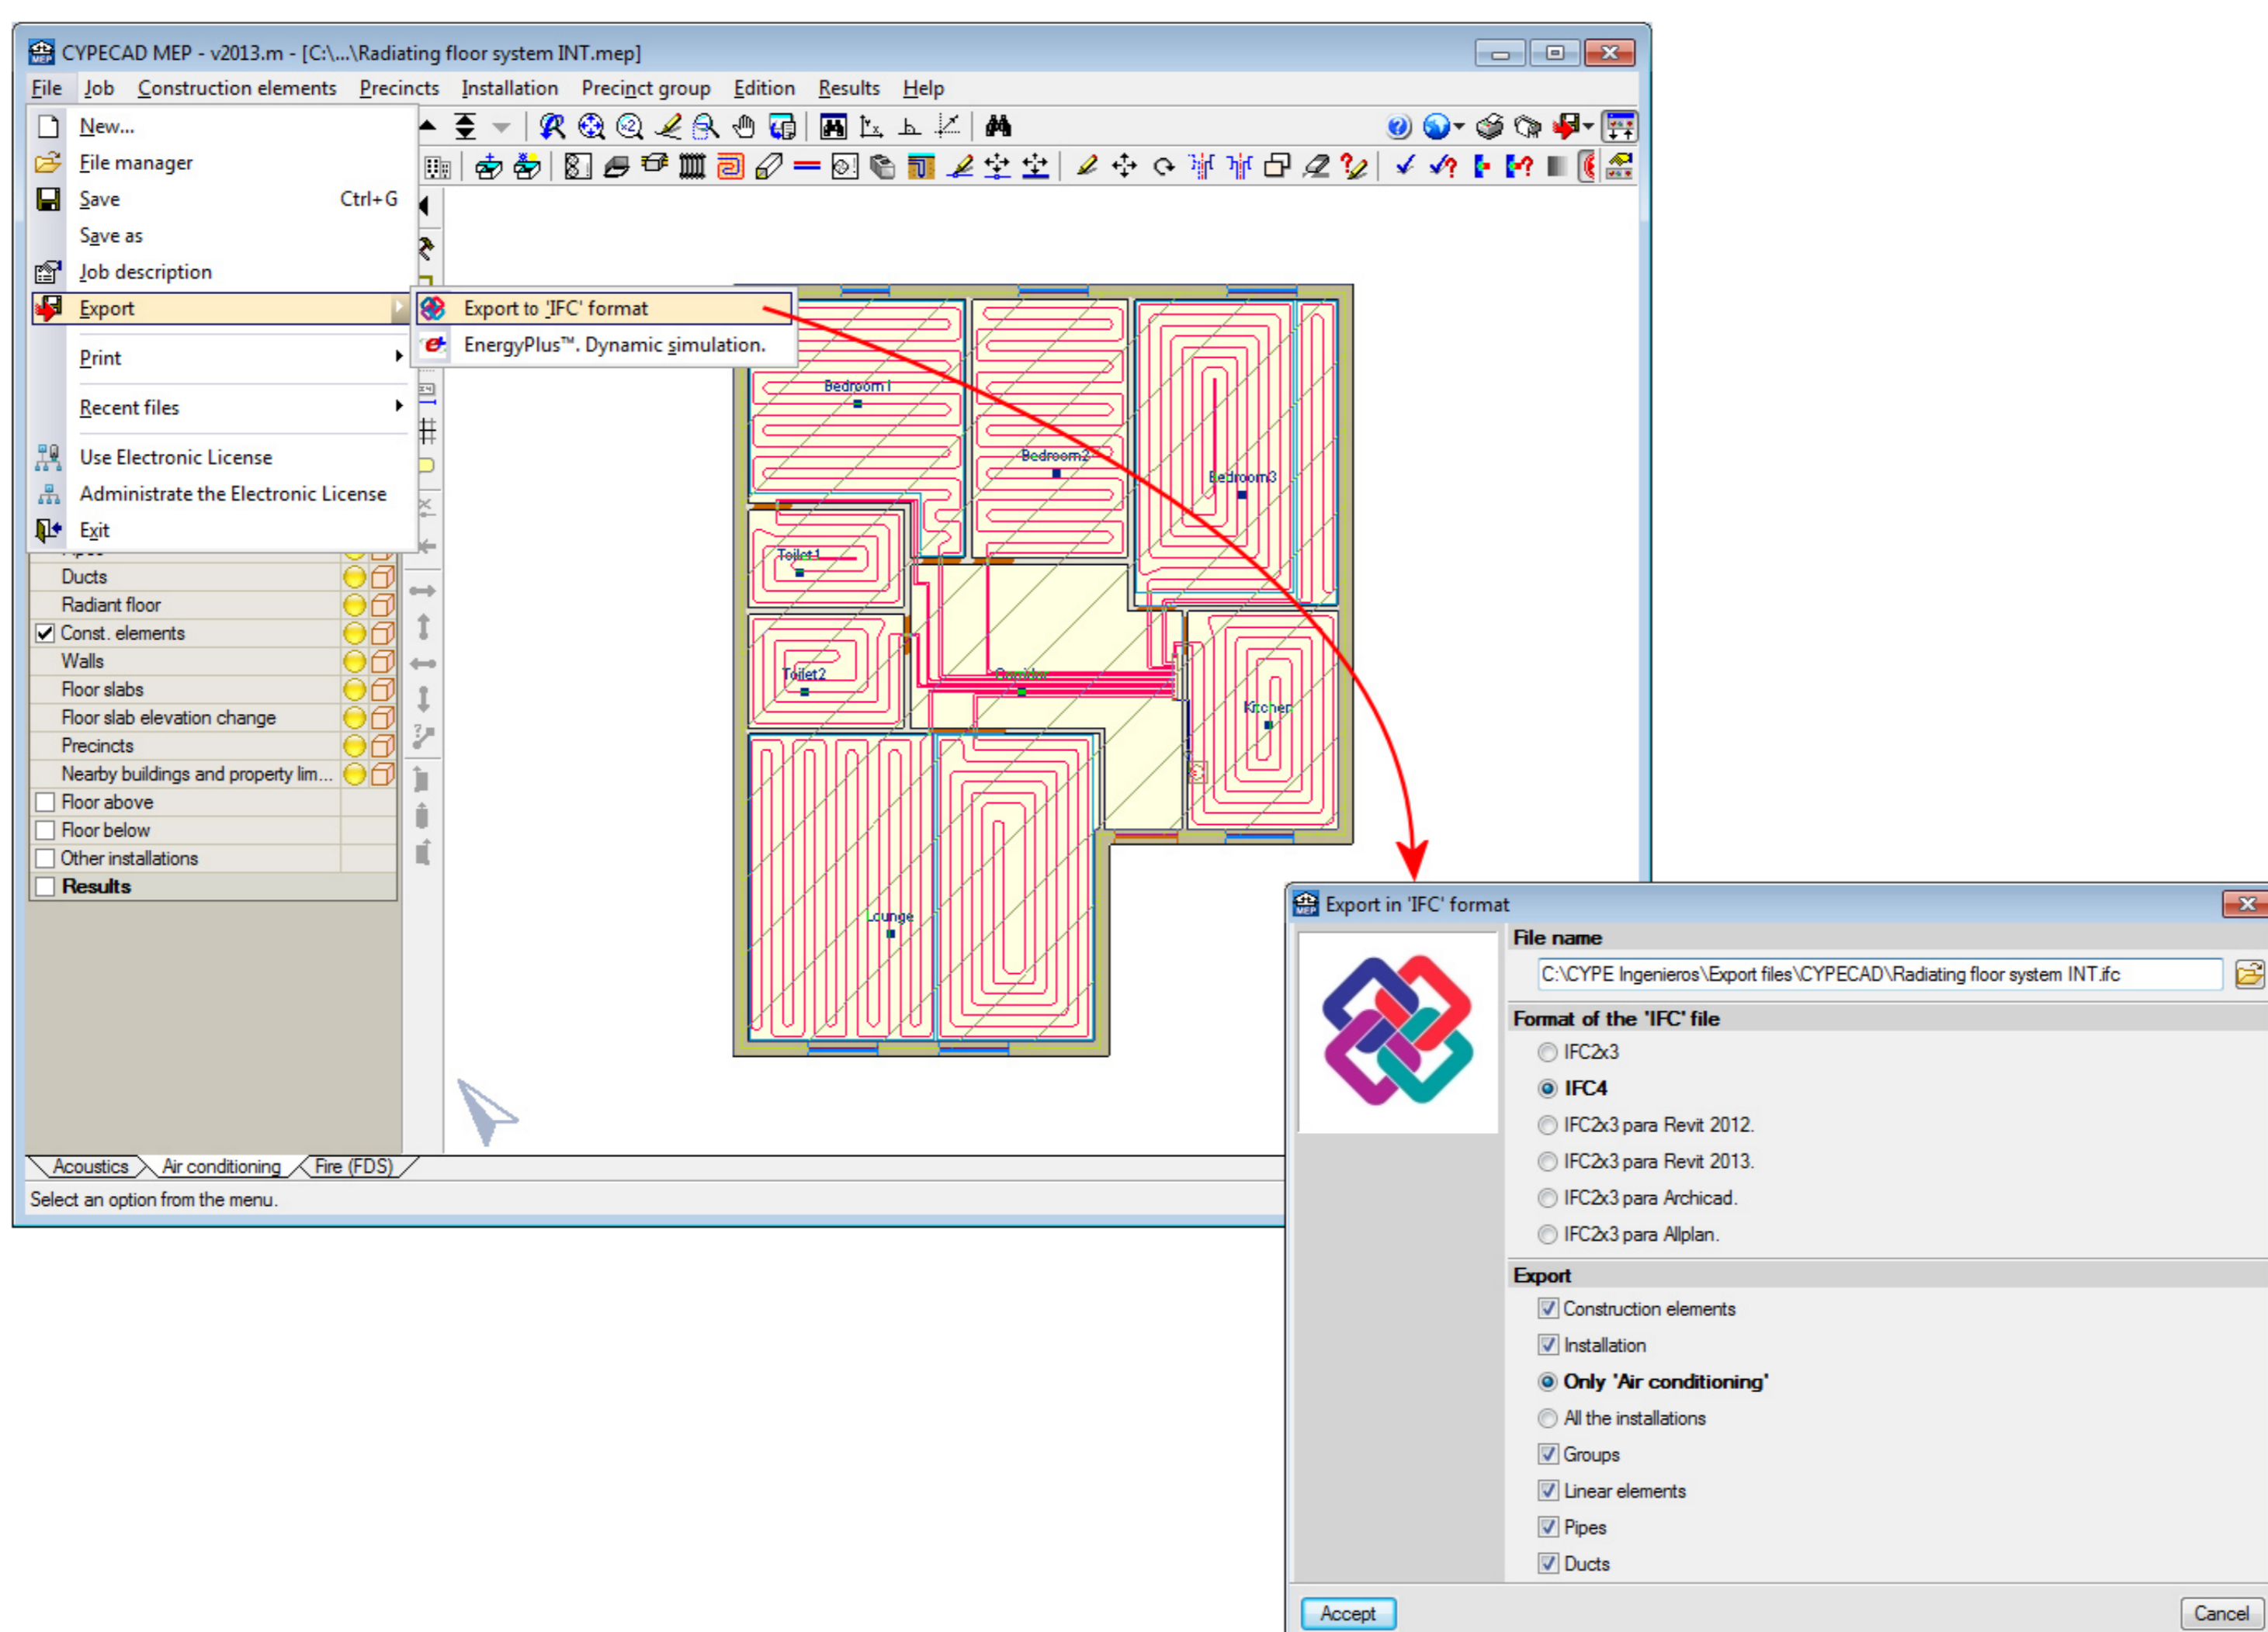 CYPECAD MEP - v2013.m - [C:\...\Radiating floor system INT.mep]
File Job Construction elements Precincts Installation Precinct group Edition Results Help
New...
File manager
Save Ctrl+G
Save as
Job description
Export
Print
Recent files
Use Electronic License
Administrate the Electronic License
Exit
Export to 'IFC' format
EnergyPlus™. Dynamic simulation.
Ducts
Radiant floor
Const. elements
Walls
Floor slabs
Floor slab elevation change
Precincts
Nearby buildings and property lim...
Floor above
Floor below
Other installations
Results
Bedroom1
Bedroom2
Bedroom3
Toilet1
Toilet2
Corridor
Kitchen
Lounge
Acoustics Air conditioning Fire (FDS)
Select an option from the menu.
MEP Export in 'IFC' format
File name
C:\CYPE Ingenieros\Export files\CYPECAD\Radiating floor system INT.ifc
Format of the 'IFC' file
IFC2x3
IFC4
IFC2x3 para Revit 2012.
IFC2x3 para Revit 2013.
IFC2x3 para Archicad.
IFC2x3 para Allplan.
Export
Construction elements
Installation
Only 'Air conditioning'
All the installations
Groups
Linear elements
Pipes
Ducts
Accept Cancel